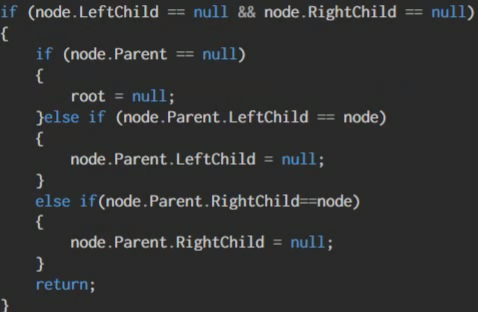 if (node.LeftChild == null && node.RightChild == null)
{
    if (node.Parent == null)
    {
        root = null;
    }else if (node.Parent.LeftChild == node)
    {
        node.Parent.LeftChild = null;
    }
    else if(node.Parent.RightChild==node)
    {
        node.Parent.RightChild = null;
    }
    return;
}